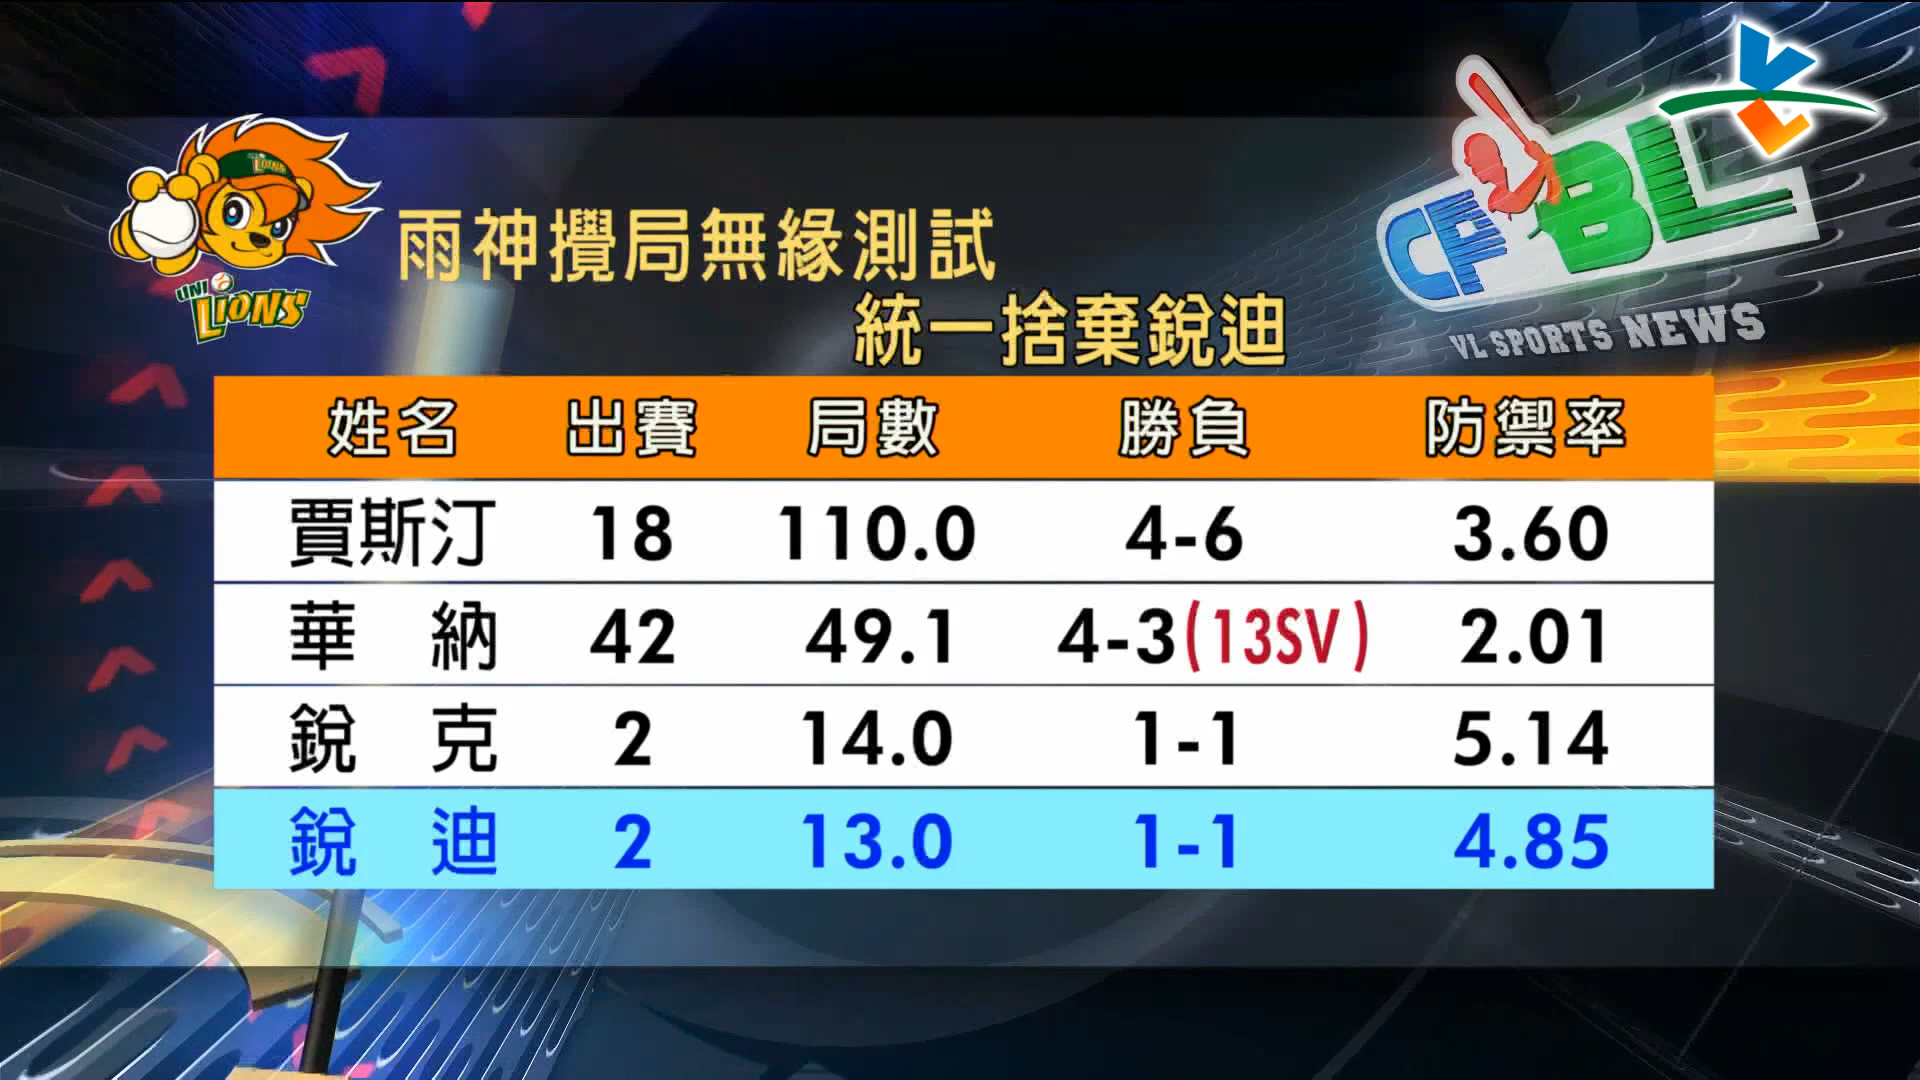 LIONS
UNI
LIONS
雨神攪局無緣測試
統一捨棄銳迪
CPBL
VL SPORTS NEWS
VL
姓名 出賽 局數 勝負 防禦率
賈斯汀 18 110.0 4-6 3.60
華 納 42 49.1 4-3(13SV) 2.01
銳 克 2 14.0 1-1 5.14
銳 迪 2 13.0 1-1 4.85